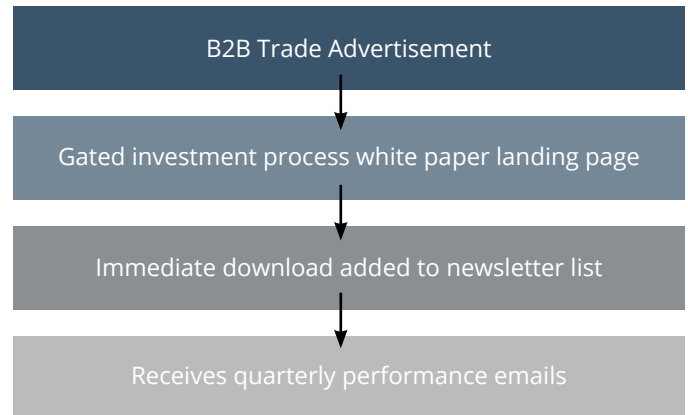 B2B Trade Advertisement
Gated investment process white paper landing page
Immediate download added to newsletter list
Receives quarterly performance emails